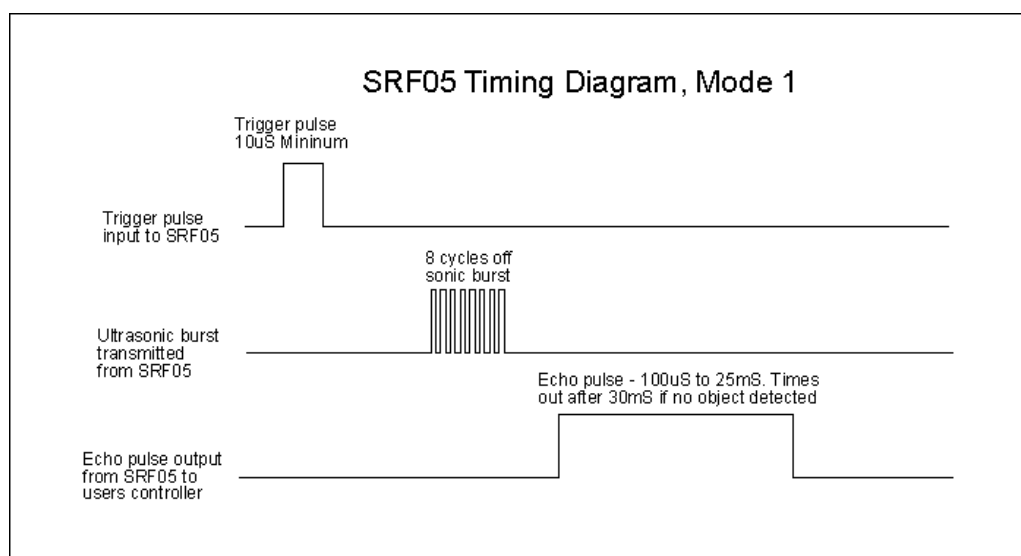 SRF05 Timing Diagram, Mode 1
Trigger pulse
10uS Mininum
Trigger pulse
input to SRF05
8 cycles off
sonic burst
Ultrasonic burst
transmitted
from SRF05
Echo pulse - 100uS to 25mS. Times
out after 30mS if no object detected
Echo pulse output
from SRF05 to
users controller